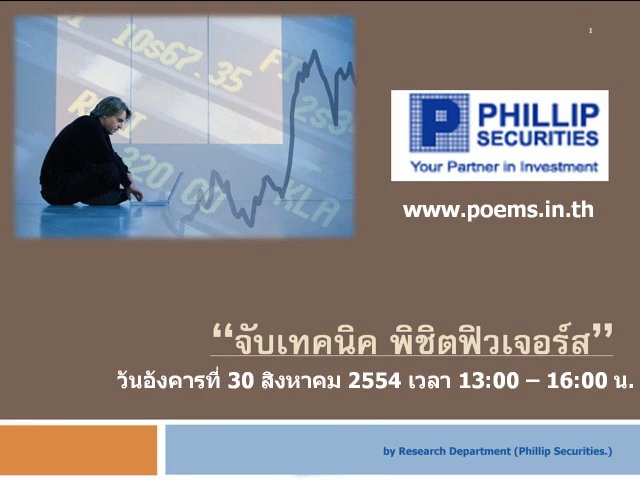 1
10s67.35
PHILLIP
SECURITIES
Your Partner in Investment
www.poems.in.th
“จับเทคนิค พิชิตฟิวเจอร์ส”
วันอังคารที่ 30 สิงหาคม 2554 เวลา 13:00 – 16:00 น.
by Research Department (Phillip Securities.)